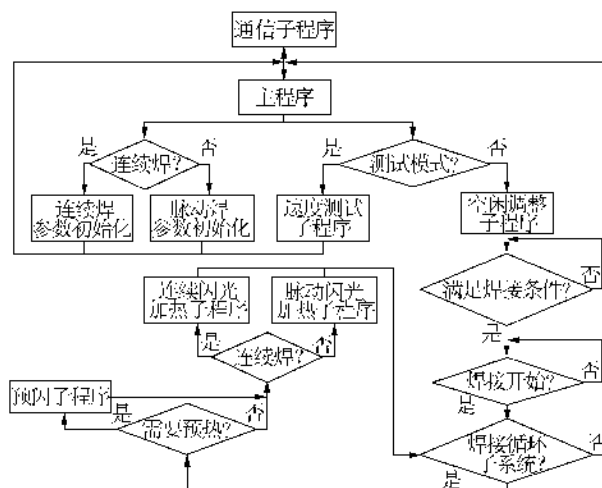 通信子程序
主程序
是
否
连续焊?
是
否
测试模式?
连续焊
参数初始化
脉动焊
参数初始化
速度测试
子程序
空闲调整
子程序
满足焊接条件?
否
是
连续闪光
加热子程序
脉动闪光
加热子程序
是
连续焊?
否
焊接开始?
否
是
预闪子程序
是
需要预热?
否
焊接循环
子系统?
否
是